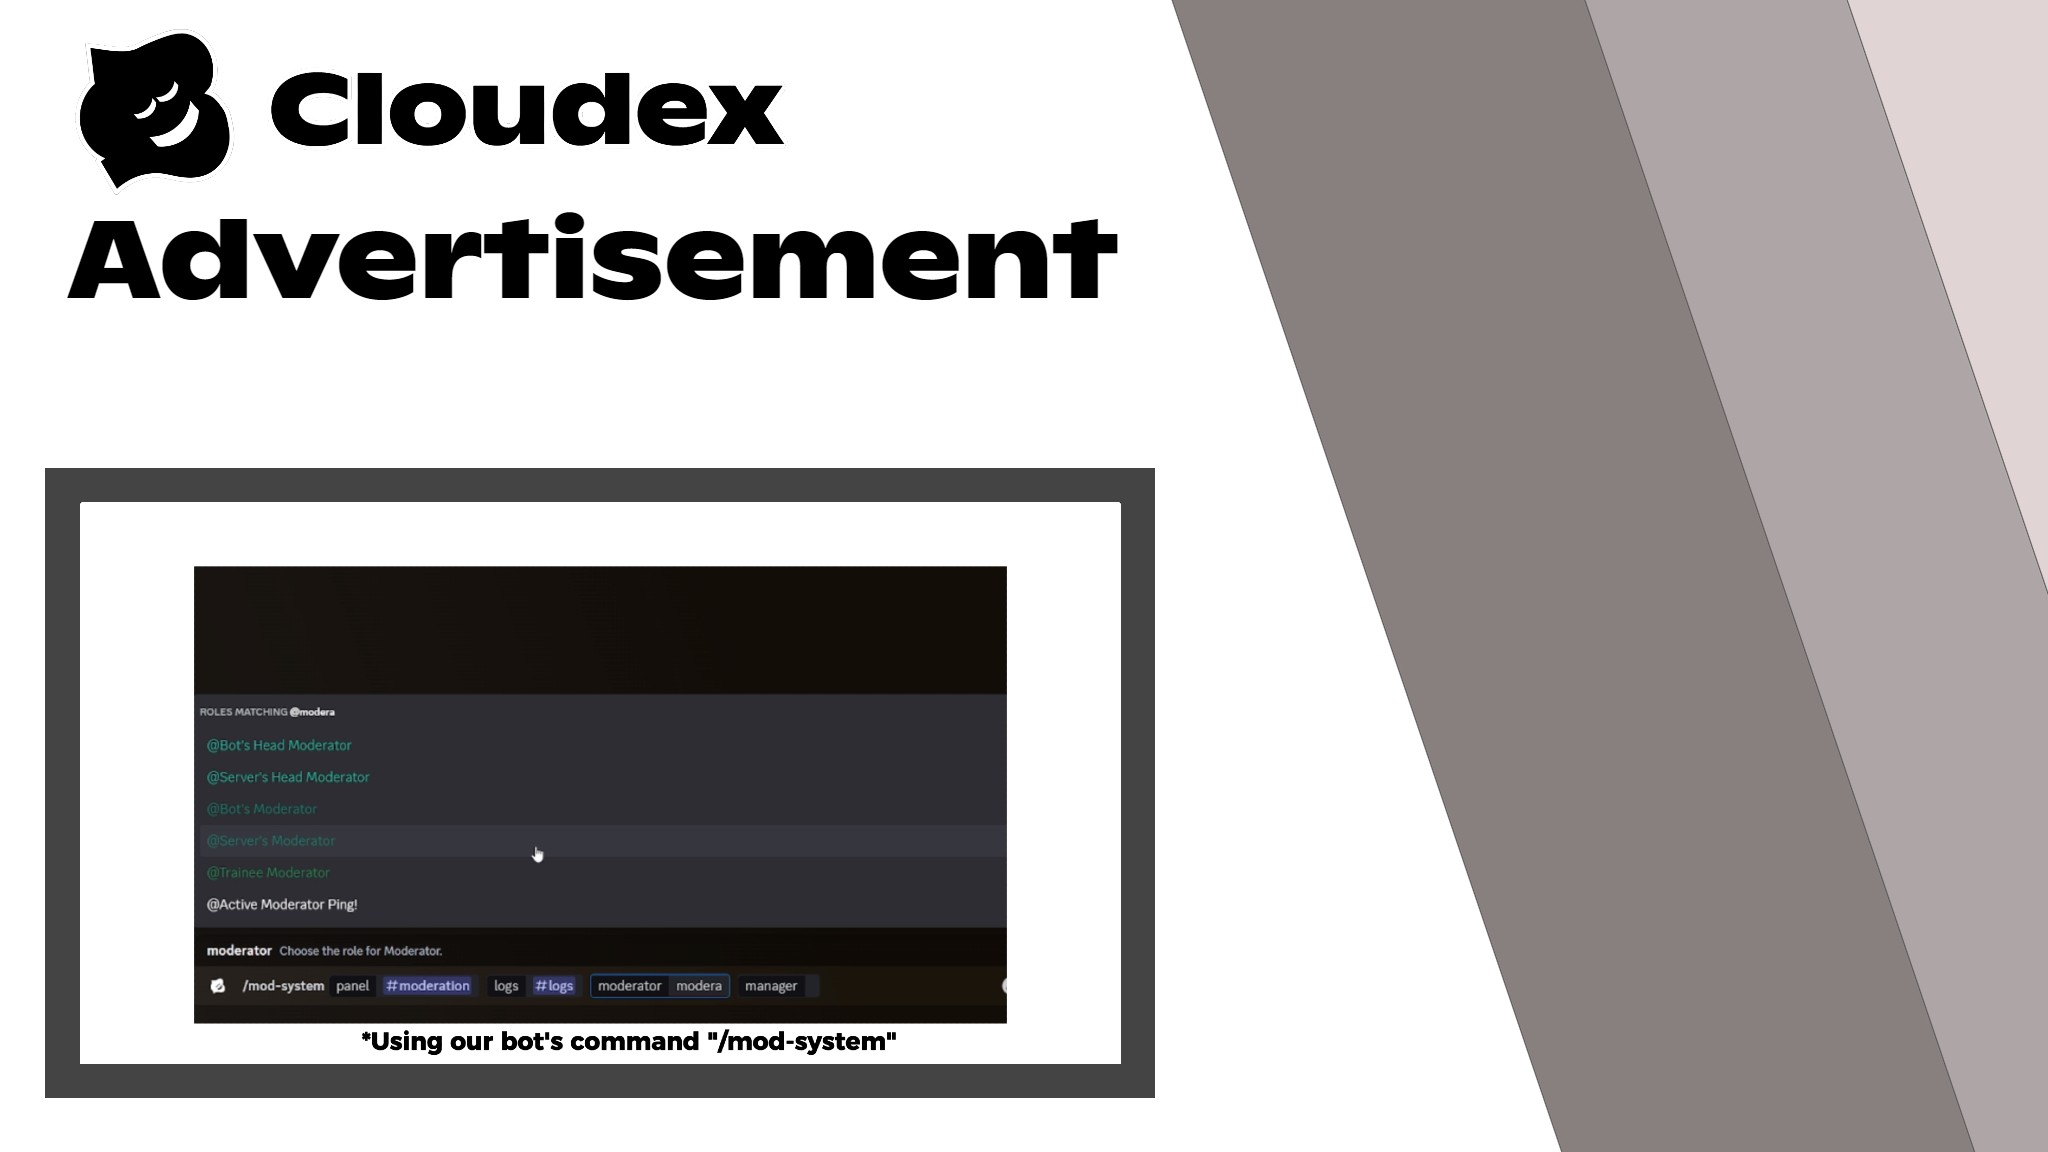 Cloudex
Advertisement
ROLES MATCHING @modera
@Bot's Head Moderator
@Server's Head Moderator
@Bot's Moderator
@Server's Moderator
@Trainee Moderator
@Active Moderator Ping!
moderator Choose the role for Moderator.
/mod-system panel #moderation logs #logs moderator modera manager
*Using our bot's command "/mod-system"